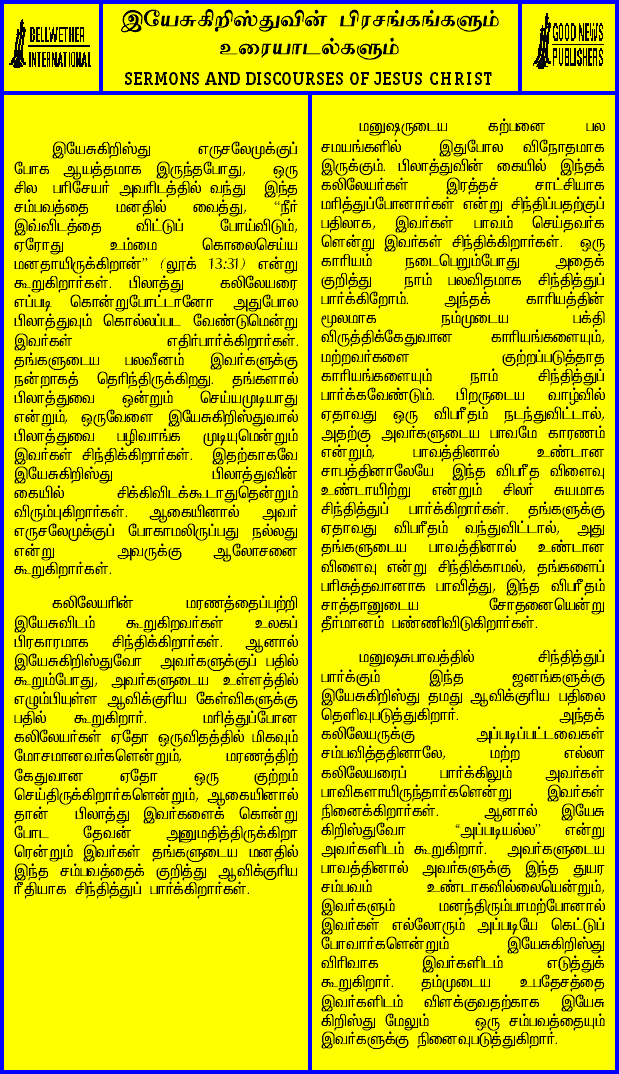 BELLWETHER
INTERNATIONAL
இயேசுகிறிஸ்துவின் பிரசங்கங்களும்
உரையாடல்களும்
SERMONS AND DISCOURSES OF JESUS CHRIST
GOOD NEWS
PUBLISHERS
இயேசுகிறிஸ்து எருசலேமுக்குப்
போக ஆயத்தமாக இருந்தபோது, ஒரு
சில பரிசேயர் அவரிடத்தில் வந்து இந்த
சம்பவத்தை மனதில் வைத்து, “நீர்
இவ்விடத்தை விட்டுப் போய்விடும்,
ஏரோது உம்மை கொலைசெய்ய
மனதாயிருக்கிறான்” (லூக் 13:31) என்று
கூறுகிறார்கள். பிலாத்து கலிலேயரை
எப்படி கொன்றுபோட்டானோ அதுபோல
பிலாத்துவும் கொல்லப்பட வேண்டுமென்று
இவர்கள் எதிர்பார்க்கிறார்கள்.
தங்களுடைய பலவீனம் இவர்களுக்கு
நன்றாகத் தெரிந்திருக்கிறது. தங்களால்
பிலாத்துவை ஒன்றும் செய்யமுடியாது
என்றும், ஒருவேளை இயேசுகிறிஸ்துவால்
பிலாத்துவை பழிவாங்க முடியுமென்றும்
இவர்கள் சிந்திக்கிறார்கள். இதற்காகவே
இயேசுகிறிஸ்து பிலாத்துவின்
கையில் சிக்கிவிடக்கூடாதுதென்றும்
விரும்புகிறார்கள். ஆகையினால் அவர்
எருசலேமுக்குப் போகாமலிருப்பது நல்லது
என்று அவருக்கு ஆலோசனை
கூறுகிறார்கள்.
கலிலேயரின் மரணத்தைப்பற்றி
இயேசுவிடம் கூறுகிறவர்கள் உலகப்
பிரகாரமாக சிந்திக்கிறார்கள். ஆனால்
இயேசுகிறிஸ்துவோ அவர்களுக்குப் பதில்
கூறும்போது, அவர்களுடைய உள்ளத்தில்
எழும்பியுள்ள ஆவிக்குரிய கேள்விகளுக்கு
பதில் கூறுகிறார். மரித்துப்போன
கலிலேயர்கள் ஏதோ ஒருவிதத்தில் மிகவும்
மோசமானவர்களென்றும், மரணத்திற்
கேதுவான ஏதோ ஒரு குற்றம்
செய்திருக்கிறார்களென்றும், ஆகையினால்
தான் பிலாத்து இவர்களைக் கொன்று
போட தேவன் அனுமதித்திருக்கிறா
ரென்றும் இவர்கள் தங்களுடைய மனதில்
இந்த சம்பவத்தைக் குறித்து ஆவிக்குரிய
ரீதியாக சிந்தித்துப் பார்க்கிறார்கள்.
மனுஷருடைய கற்பனை பல
சமயங்களில் இதுபோல விநோதமாக
இருக்கும். பிலாத்துவின் கையில் இந்தக்
கலிலேயர்கள் இரத்தச் சாட்சியாக
மரித்துப்போனார்கள் என்று சிந்திப்பதற்குப்
பதிலாக, இவர்கள் பாவம் செய்தவர்க
ளென்று இவர்கள் சிந்திக்கிறார்கள். ஒரு
காரியம் நடைபெறும்போது அதைக்
குறித்து நாம் பலவிதமாக சிந்தித்துப்
பார்க்கிறோம். அந்தக் காரியத்தின்
மூலமாக நம்முடைய பக்தி
விருத்திக்கேதுவான காரியங்களையும்,
மற்றவர்களை குற்றப்படுத்தாத
காரியங்களையும் நாம் சிந்தித்துப்
பார்க்கவேண்டும். பிறருடைய வாழ்வில்
ஏதாவது ஒரு விபரீதம் நடந்துவிட்டால்,
அதற்கு அவர்களுடைய பாவமே காரணம்
என்றும், பாவத்தினால் உண்டான
சாபத்தினாலேயே இந்த விபரீத விளைவு
உண்டாயிற்று என்றும் சிலர் சுயமாக
சிந்தித்துப் பார்க்கிறார்கள். தங்களுக்கு
ஏதாவது விபரீதம் வந்துவிட்டால், அது
தங்களுடைய பாவத்தினால் உண்டான
விளைவு என்று சிந்திக்காமல், தங்களைப்
பரிசுத்தவானாக பாவித்து, இந்த விபரீதம்
சாத்தானுடைய சோதனையென்று
தீர்மானம் பண்ணிவிடுகிறார்கள்.
மனுஷசுபாவத்தில் சிந்தித்துப்
பார்க்கும் இந்த ஜனங்களுக்கு
இயேசுகிறிஸ்து தமது ஆவிக்குரிய பதிலை
தெளிவுபடுத்துகிறார். அந்தக்
கலிலேயருக்கு அப்படிப்பட்டவைகள்
சம்பவித்ததினாலே, மற்ற எல்லா
கலிலேயரைப் பார்க்கிலும் அவர்கள்
பாவிகளாயிருந்தார்களென்று இவர்கள்
நினைக்கிறார்கள். ஆனால் இயேசு
கிறிஸ்துவோ “அப்படியல்ல” என்று
அவர்களிடம் கூறுகிறார். அவர்களுடைய
பாவத்தினால் அவர்களுக்கு இந்த துயர
சம்பவம் உண்டாகவில்லையென்றும்,
இவர்களும் மனந்திரும்பாமற்போனால்
இவர்கள் எல்லோரும் அப்படியே கெட்டுப்
போவார்களென்றும் இயேசுகிறிஸ்து
விரிவாக இவர்களிடம் எடுத்துக்
கூறுகிறார். தம்முடைய உபதேசத்தை
இவர்களிடம் விளக்குவதற்காக இயேசு
கிறிஸ்து மேலும் ஒரு சம்பவத்தையும்
இவர்களுக்கு நினைவுபடுத்துகிறார்.